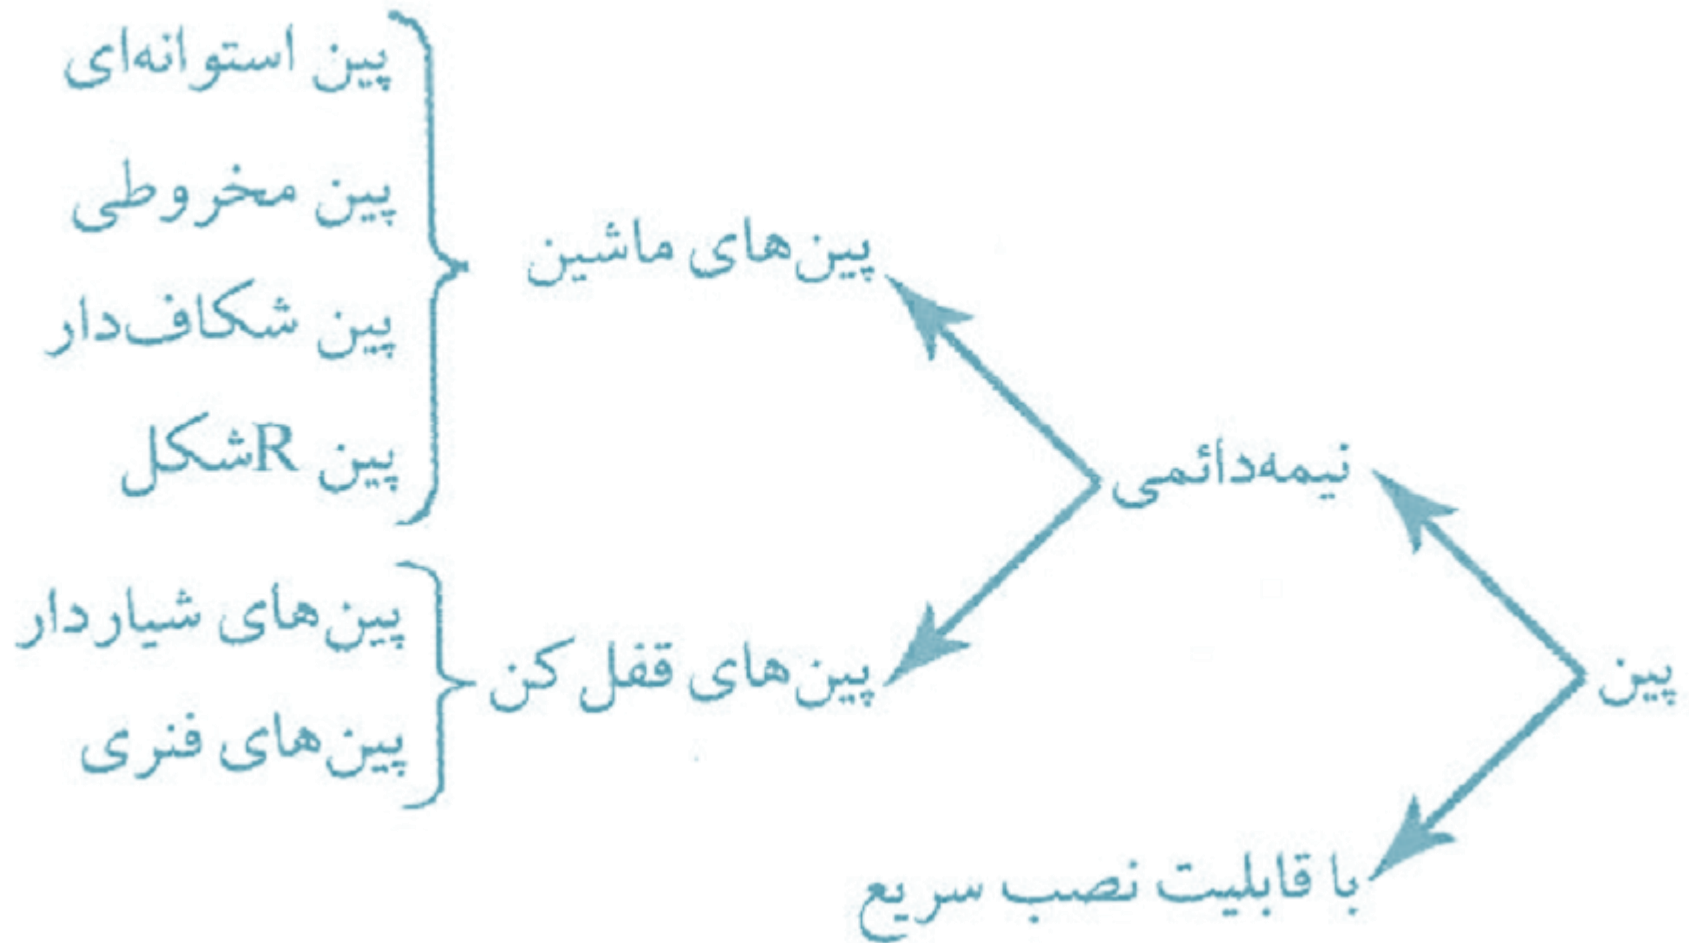 پین
نیمه‌دائمی
پین‌های ماشین
پین استوانه‌ای
پین مخروطی
پین شکاف‌دار
پین Rشکل
پین‌های قفل کن
پین‌های شیاردار
پین‌های فنری
با قابلیت نصب سریع